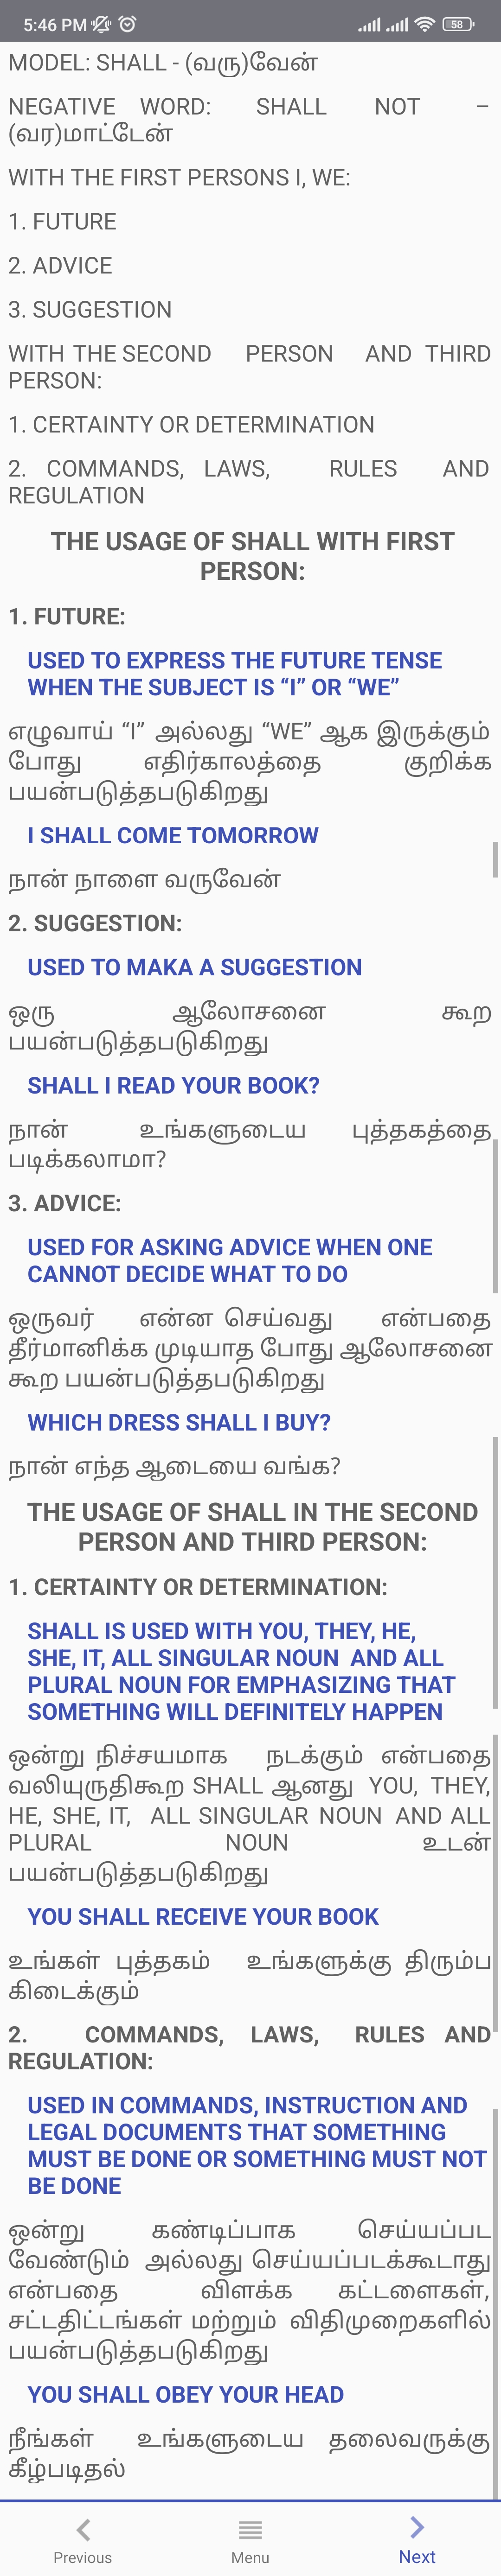 5:46 PM
58
MODEL: SHALL - (வரு)வேன்
NEGATIVE WORD: SHALL NOT –
(வர)மாட்டேன்
WITH THE FIRST PERSONS I, WE:
1. FUTURE
2. ADVICE
3. SUGGESTION
WITH THE SECOND PERSON AND THIRD
PERSON:
1. CERTAINTY OR DETERMINATION
2. COMMANDS, LAWS, RULES AND
REGULATION
THE USAGE OF SHALL WITH FIRST
PERSON:
1. FUTURE:
USED TO EXPRESS THE FUTURE TENSE
WHEN THE SUBJECT IS “I” OR “WE”
எழுவாய் “I” அல்லது “WE” ஆக இருக்கும்
போது எதிர்காலத்தை குறிக்க
பயன்படுத்தபடுகிறது
I SHALL COME TOMORROW
நான் நாளை வருவேன்
2. SUGGESTION:
USED TO MAKA A SUGGESTION
ஒரு ஆலோசனை கூற
பயன்படுத்தபடுகிறது
SHALL I READ YOUR BOOK?
நான் உங்களுடைய புத்தகத்தை
படிக்கலாமா?
3. ADVICE:
USED FOR ASKING ADVICE WHEN ONE
CANNOT DECIDE WHAT TO DO
ஒருவர் என்ன செய்வது என்பதை
தீர்மானிக்க முடியாத போது ஆலோசனை
கூற பயன்படுத்தபடுகிறது
WHICH DRESS SHALL I BUY?
நான் எந்த ஆடையை வங்க?
THE USAGE OF SHALL IN THE SECOND
PERSON AND THIRD PERSON:
1. CERTAINTY OR DETERMINATION:
SHALL IS USED WITH YOU, THEY, HE,
SHE, IT, ALL SINGULAR NOUN AND ALL
PLURAL NOUN FOR EMPHASIZING THAT
SOMETHING WILL DEFINITELY HAPPEN
ஒன்று நிச்சயமாக நடக்கும் என்பதை
வலியுருதிகூற SHALL ஆனது YOU, THEY,
HE, SHE, IT, ALL SINGULAR NOUN AND ALL
PLURAL NOUN உடன்
பயன்படுத்தபடுகிறது
YOU SHALL RECEIVE YOUR BOOK
உங்கள் புத்தகம் உங்களுக்கு திரும்ப
கிடைக்கும்
2. COMMANDS, LAWS, RULES AND
REGULATION:
USED IN COMMANDS, INSTRUCTION AND
LEGAL DOCUMENTS THAT SOMETHING
MUST BE DONE OR SOMETHING MUST NOT
BE DONE
ஒன்று கண்டிப்பாக செய்யப்பட
வேண்டும் அல்லது செய்யப்படக்கூடாது
என்பதை விளக்க கட்டளைகள்,
சட்டதிட்டங்கள் மற்றும் விதிமுறைகளில்
பயன்படுத்தபடுகிறது
YOU SHALL OBEY YOUR HEAD
நீங்கள் உங்களுடைய தலைவருக்கு
கீழ்படிதல்
Previous
Menu
Next